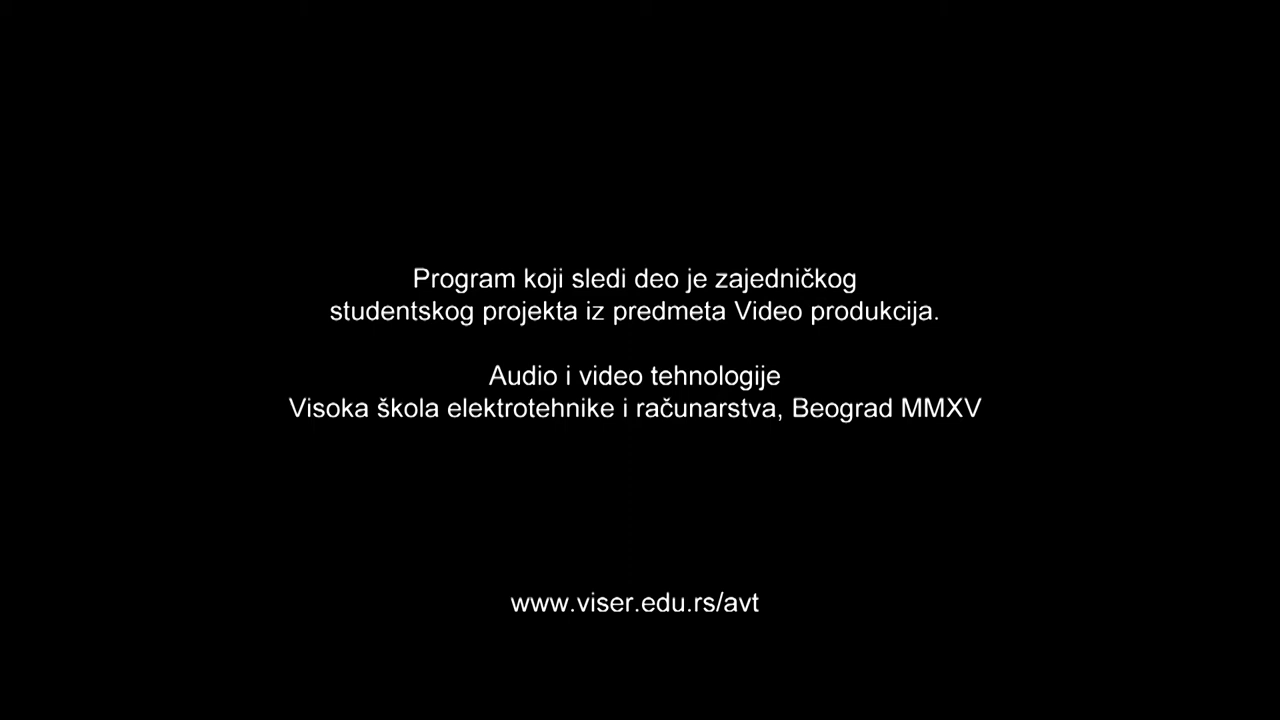 Program koji sledi deo je zajedničkog
studentskog projekta iz predmeta Video produkcija.
Audio i video tehnologije
Visoka škola elektrotehnike i računarstva, Beograd MMXV
www.viser.edu.rs/avt